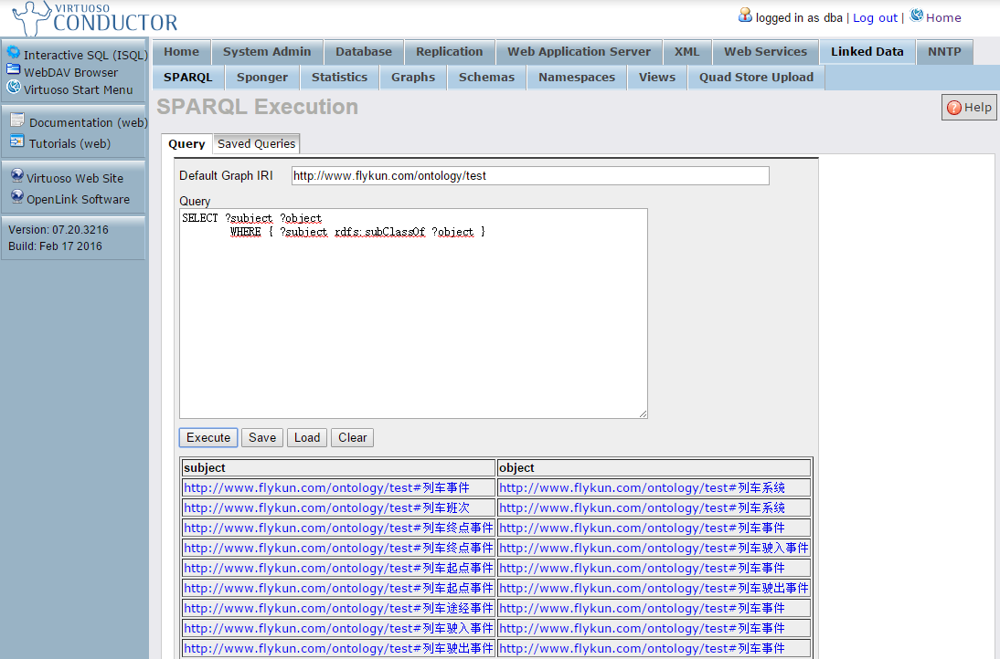 VIRTUOSO
CONDUCTOR
logged in as dba | Log out | Home
Interactive SQL (ISQL)
WebDAV Browser
Virtuoso Start Menu
Documentation (web)
Tutorials (web)
Virtuoso Web Site
OpenLink Software
Version: 07.20.3216
Build: Feb 17 2016
Home System Admin Database Replication Web Application Server XML Web Services Linked Data NNTP
SPARQL Sponger Statistics Graphs Schemas Namespaces Views Quad Store Upload
SPARQL Execution
Help
Query Saved Queries
Default Graph IRI http://www.flykun.com/ontology/test
Query
SELECT ?subject ?object
WHERE { ?subject rdfs:subClassOf ?object }
Execute Save Load Clear
subject object
http://www.flykun.com/ontology/test#列车事件 http://www.flykun.com/ontology/test#列车系统
http://www.flykun.com/ontology/test#列车班次 http://www.flykun.com/ontology/test#列车系统
http://www.flykun.com/ontology/test#列车终点事件 http://www.flykun.com/ontology/test#列车事件
http://www.flykun.com/ontology/test#列车终点事件 http://www.flykun.com/ontology/test#列车驶入事件
http://www.flykun.com/ontology/test#列车起点事件 http://www.flykun.com/ontology/test#列车事件
http://www.flykun.com/ontology/test#列车起点事件 http://www.flykun.com/ontology/test#列车驶出事件
http://www.flykun.com/ontology/test#列车途经事件 http://www.flykun.com/ontology/test#列车事件
http://www.flykun.com/ontology/test#列车驶入事件 http://www.flykun.com/ontology/test#列车事件
http://www.flykun.com/ontology/test#列车驶出事件 http://www.flykun.com/ontology/test#列车事件